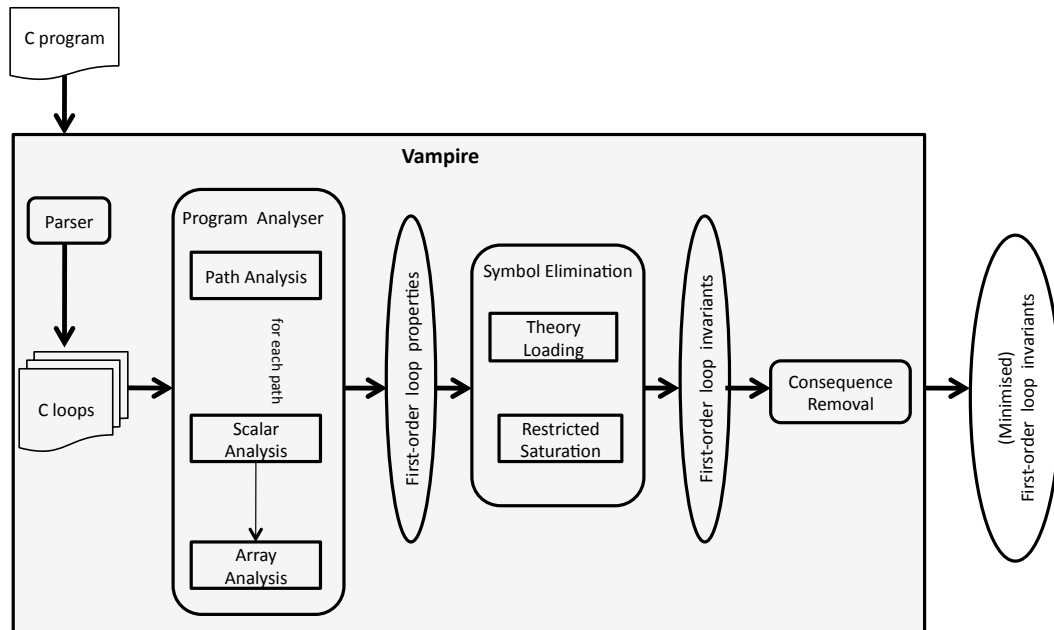 C program
Vampire
Parser
C loops
Program Analyser
Path Analysis
for each path
Scalar
Analysis
Array
Analysis
First-order loop properties
Symbol Elimination
Theory
Loading
Restricted
Saturation
First-order loop invariants
Consequence
Removal
(Minimised)
First-order loop invariants